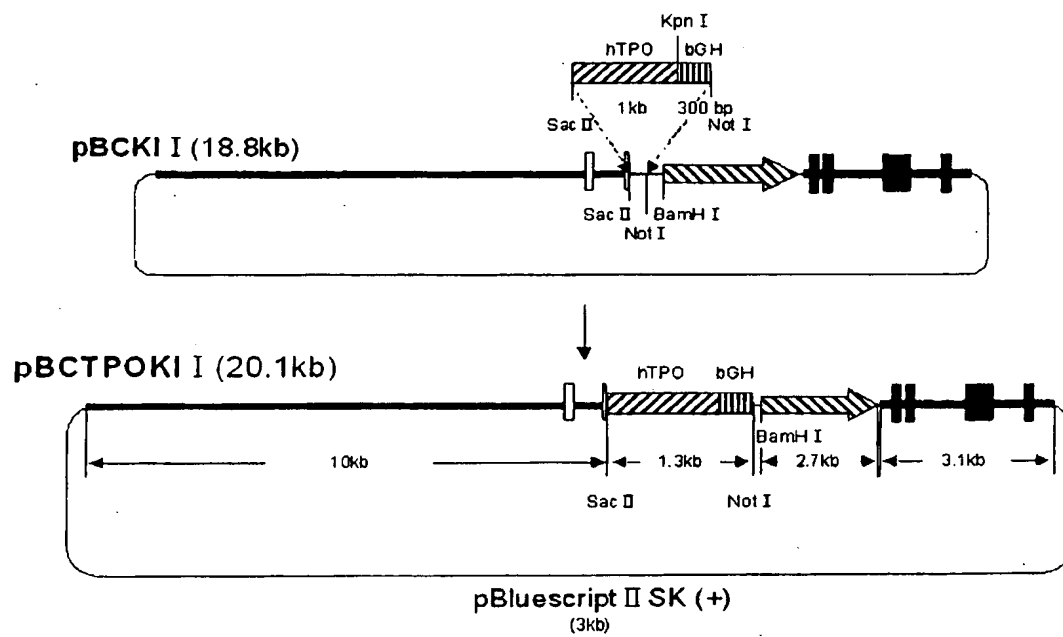 Kpn Ⅰ
hTPO bGH
1kb 300 bp
Sac Ⅱ Not Ⅰ
pBCKI Ⅰ (18.8kb)
Sac Ⅱ BamH Ⅰ
Not Ⅰ
pBCTPOKI Ⅰ (20.1kb)
hTPO bGH
BamH Ⅰ
10kb 1.3kb 2.7kb 3.1kb
Sac Ⅱ Not Ⅰ
pBluescript Ⅱ SK (+)
(3kb)